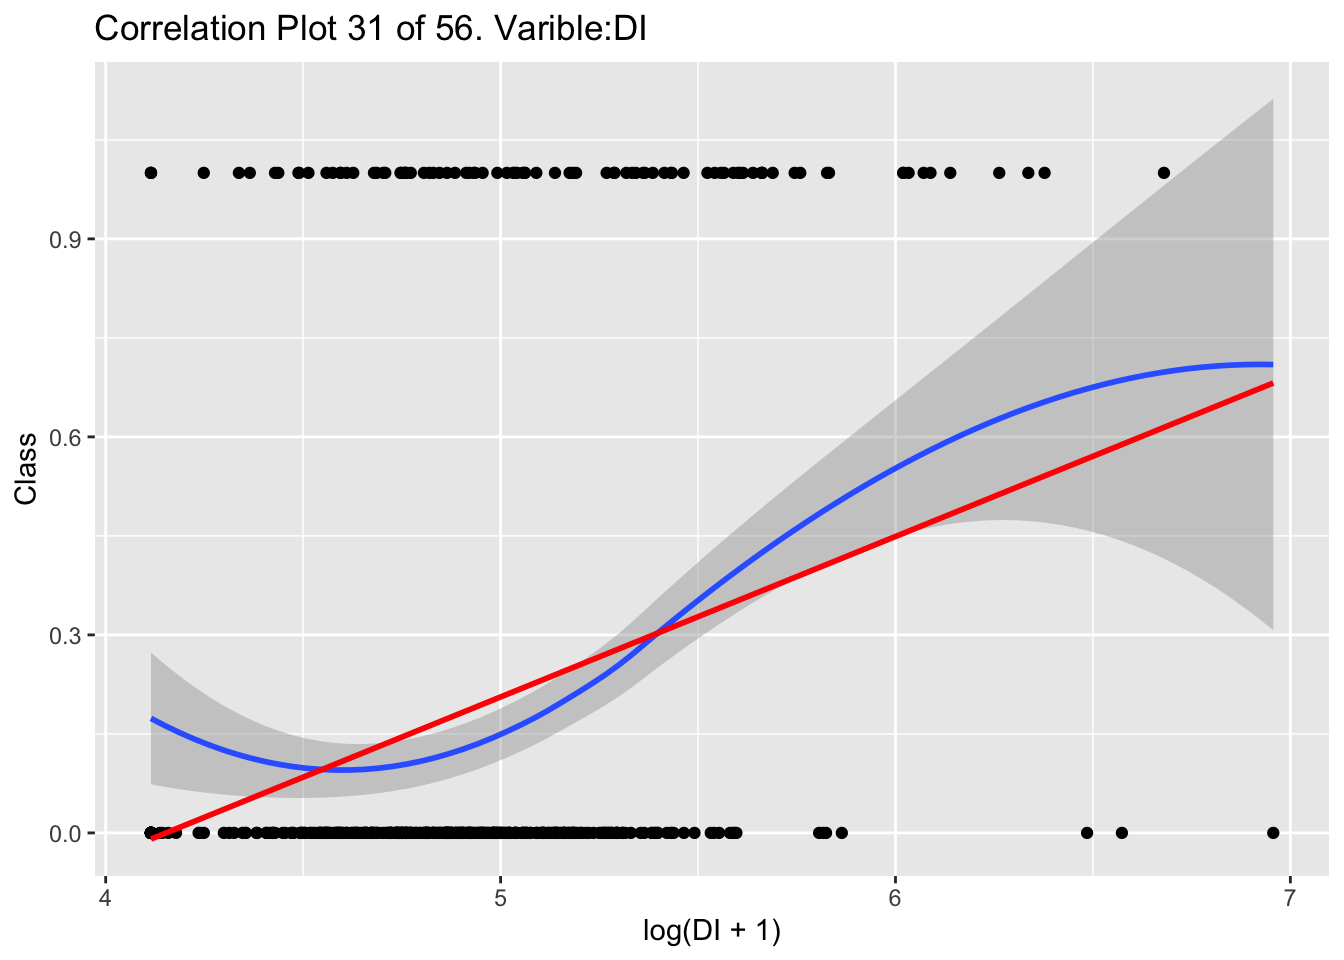 Correlation Plot 31 of 56. Varible:DI
0.9
0.6
0.3
0.0
Class
4 5 6 7
log(DI + 1)